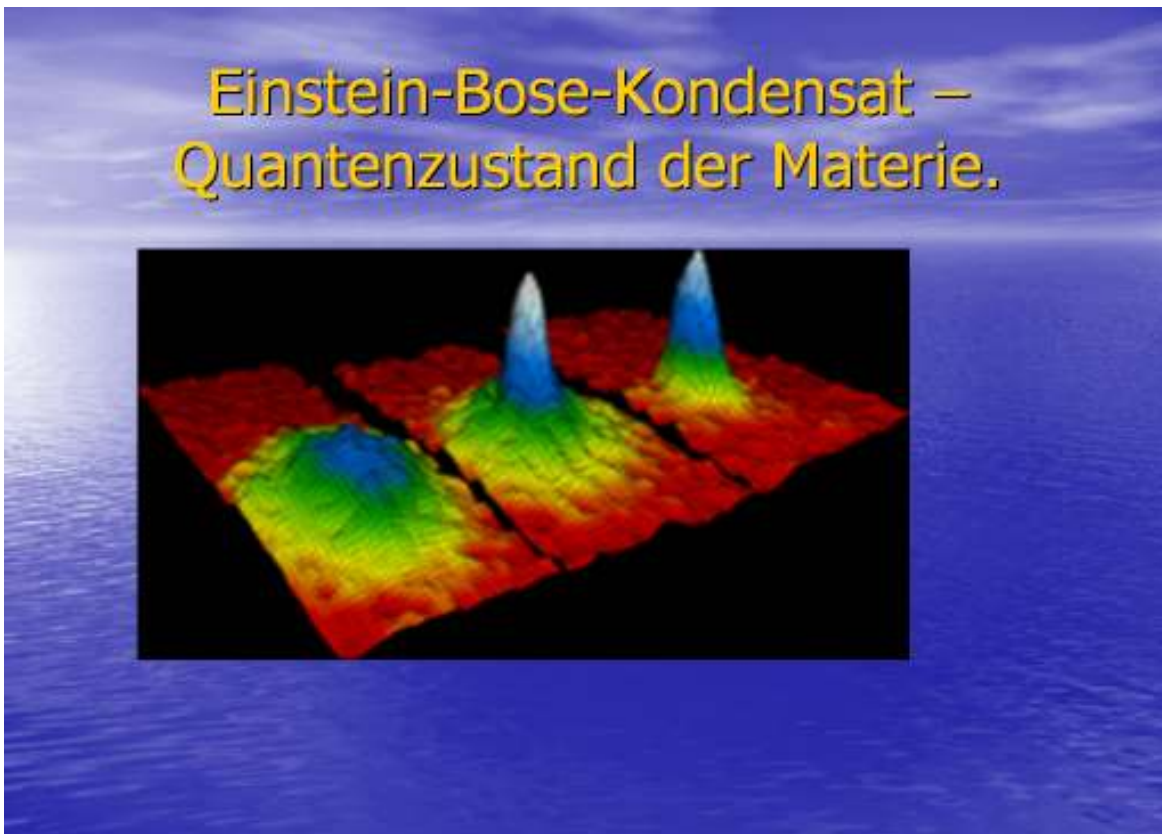 Einstein-Bose-Kondensat –
Quantenzustand der Materie.